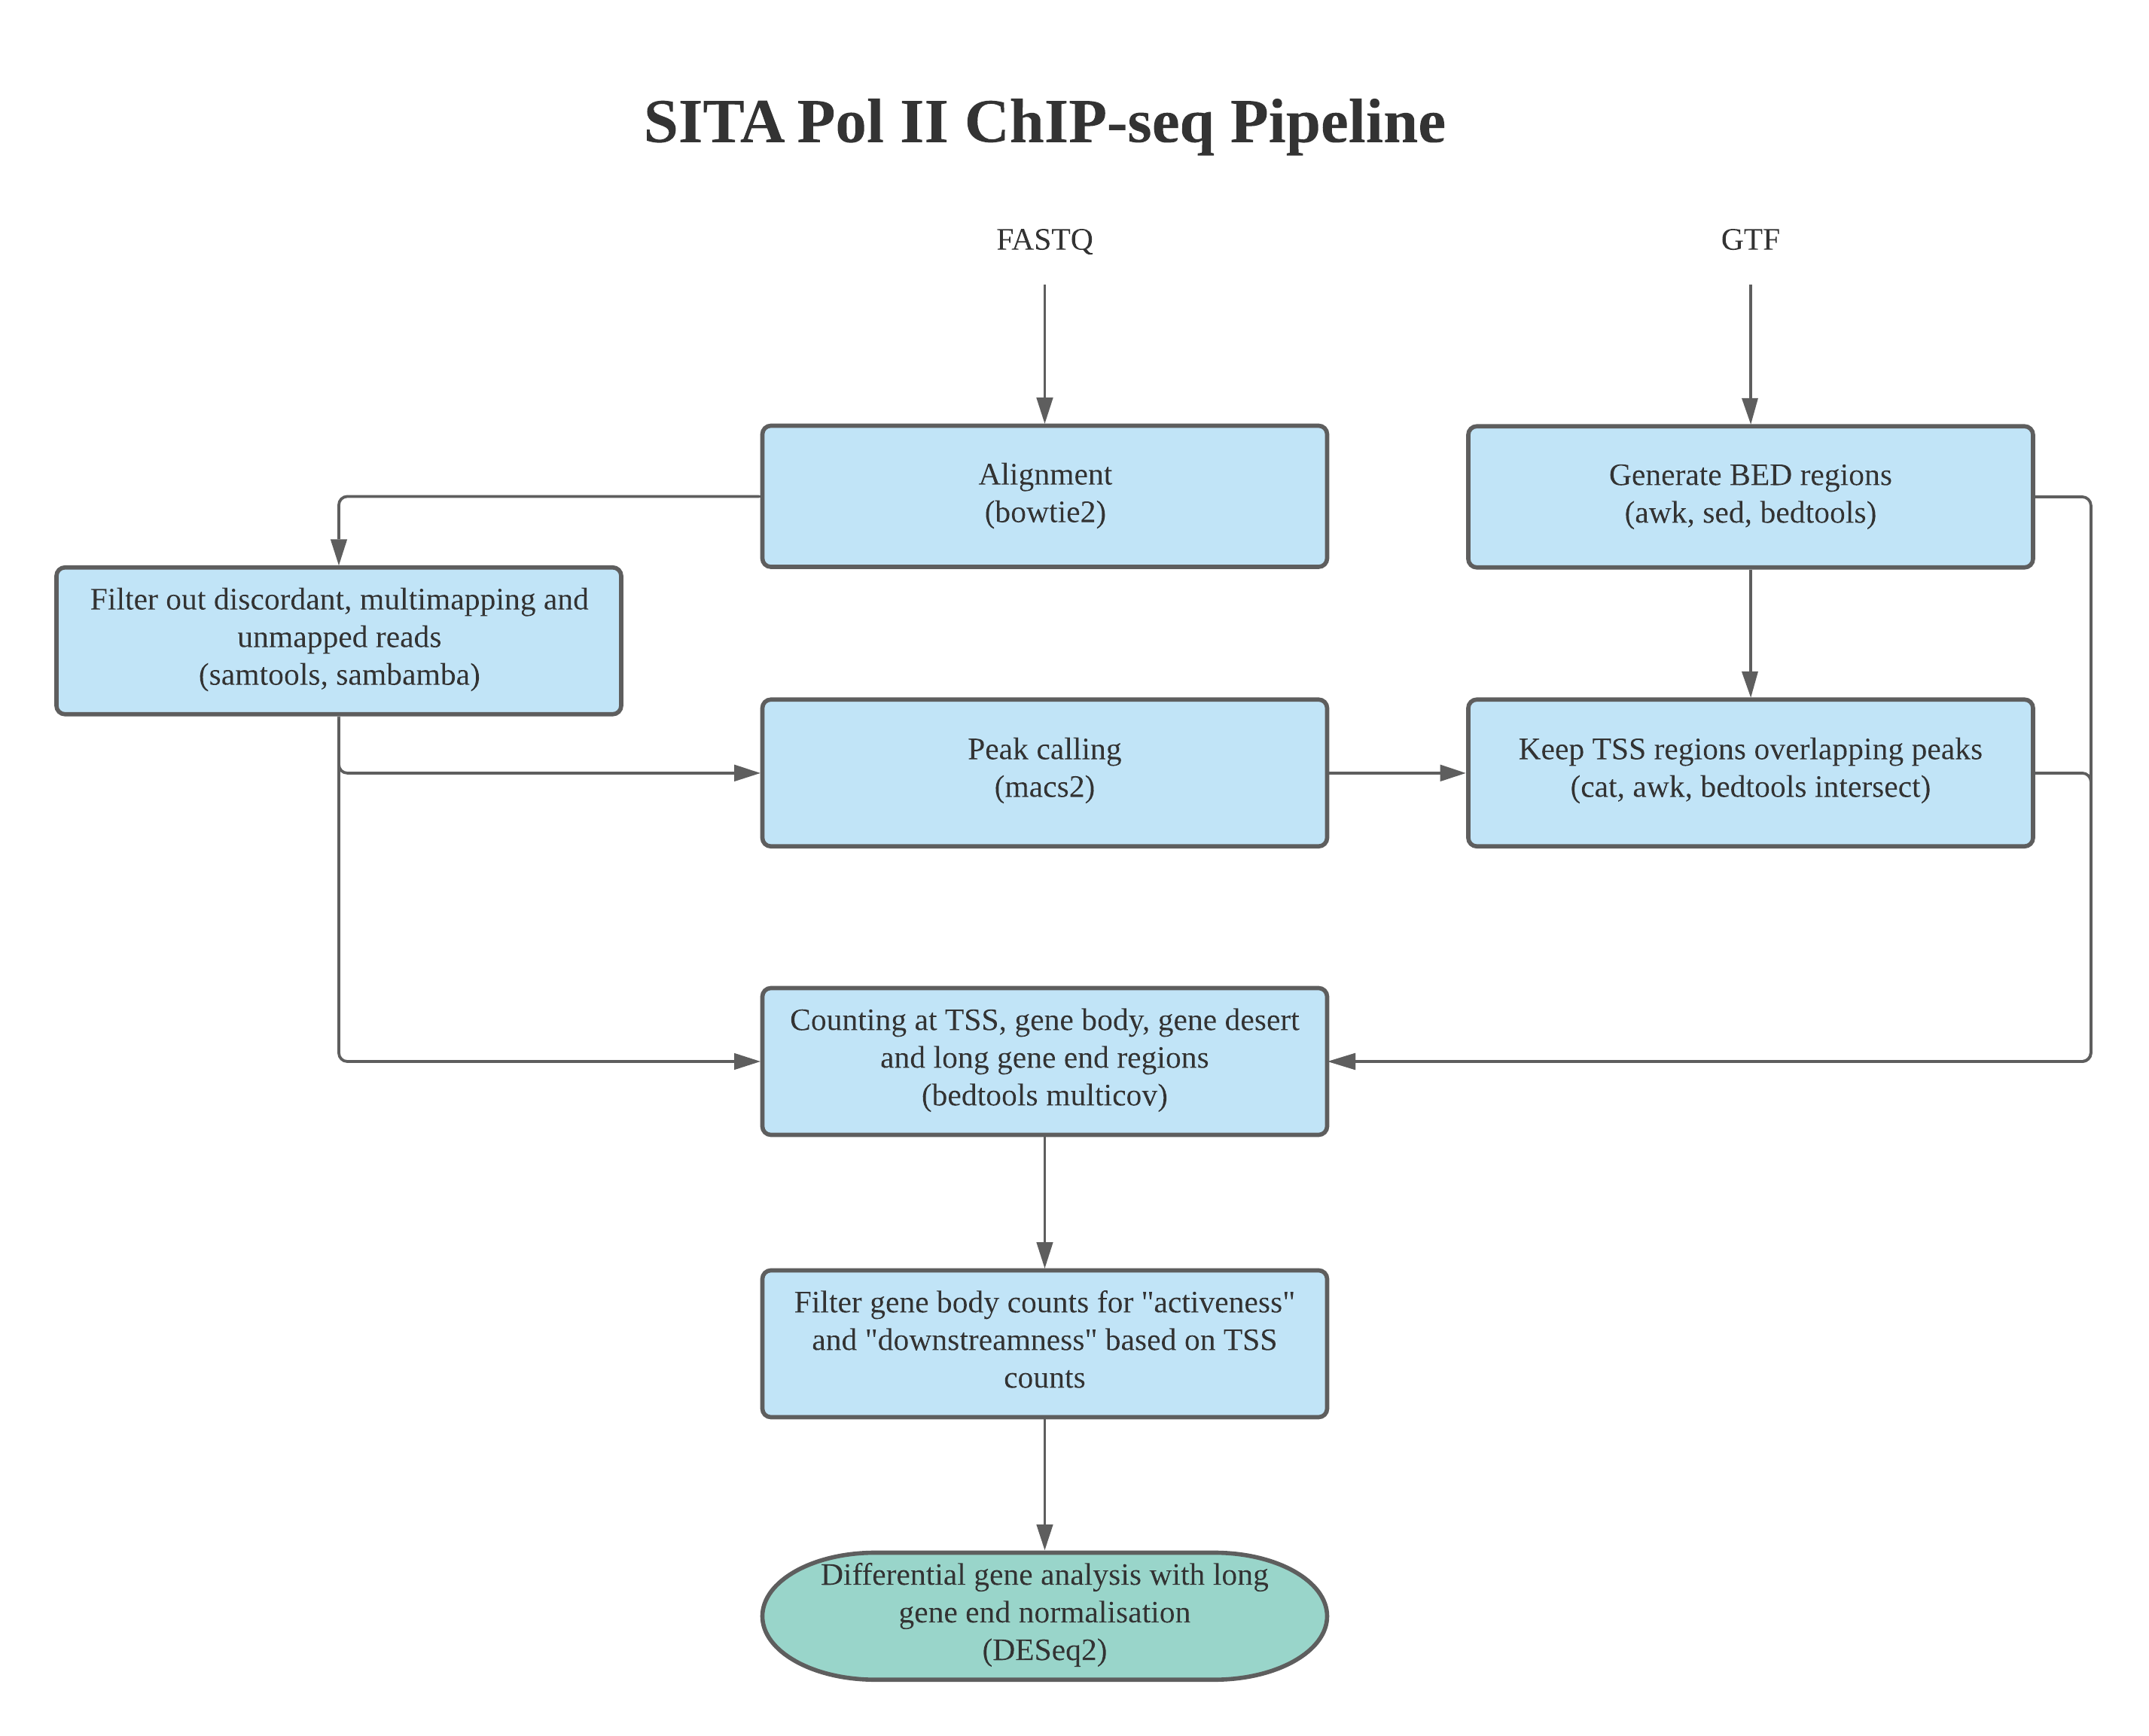 SITA Pol II ChIP-seq Pipeline
FASTQ
GTF
Alignment
(bowtie2)
Generate BED regions
(awk, sed, bedtools)
Filter out discordant, multimapping and
unmapped reads
(samtools, sambamba)
Peak calling
(macs2)
Keep TSS regions overlapping peaks
(cat, awk, bedtools intersect)
Counting at TSS, gene body, gene desert
and long gene end regions
(bedtools multicov)
Filter gene body counts for "activeness"
and "downstreamness" based on TSS
counts
Differential gene analysis with long
gene end normalisation
(DESeq2)